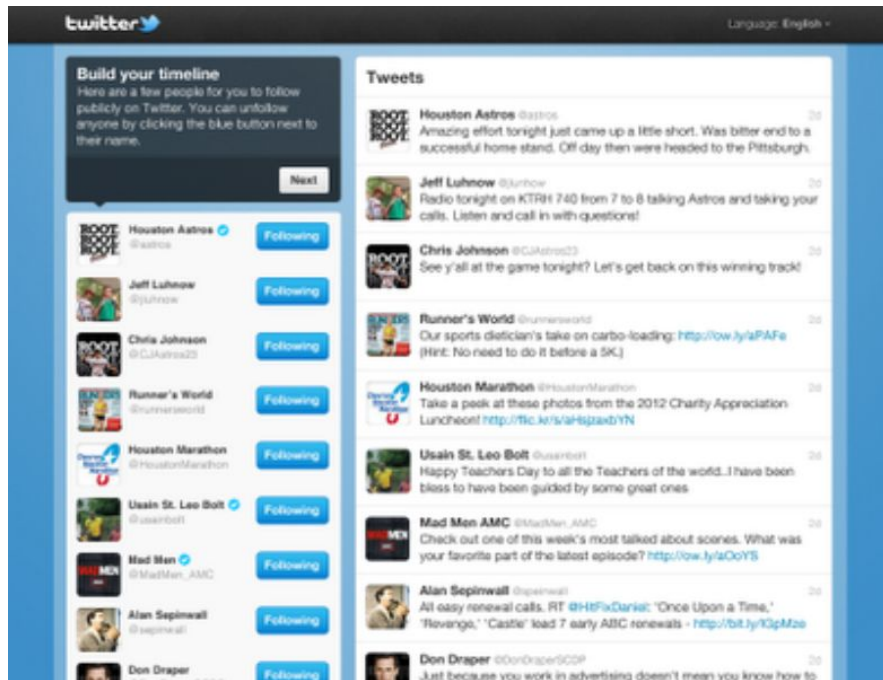 twitter
Language: English
Build your timeline
Here are a few people for you to follow
publicly on Twitter. You can unfollow
anyone by clicking the blue button next to
their name.
Next
Houston Astros
@astros
Following
Jeff Luhnow
@jluhnow
Following
Chris Johnson
@CJAstros23
Following
Runner's World
@runnersworld
Following
Houston Marathon
@HoustonMarathon
Following
Usain St. Leo Bolt
@usainbolt
Following
Mad Men
@MadMen_AMC
Following
Alan Sepinwall
@sepinwall
Following
Don Draper
Following
Tweets
Houston Astros @astros 2d
Amazing effort tonight just came up a little short. Was bitter end to a
successful home stand. Off day then were headed to the Pittsburgh.
Jeff Luhnow @jluhnow 2d
Radio tonight on KTRH 740 from 7 to 8 talking Astros and taking your
calls. Listen and call in with questions!
Chris Johnson @CJAstros23 2d
See y'all at the game tonight? Let's get back on this winning track!
Runner's World @runnersworld 2d
Our sports dietician's take on carbo-loading: http://ow.ly/aPAFe
(Hint: No need to do it before a 5K.)
Houston Marathon @HoustonMarathon 2d
Take a peek at these photos from the 2012 Charity Appreciation
Luncheon! http://flic.kr/s/aHsjzaxbYN
Usain St. Leo Bolt @usainbolt 2d
Happy Teachers Day to all the Teachers of the world..I have been
bless to have been guided by some great ones
Mad Men AMC @MadMen_AMC 2d
Check out one of this week's most talked about scenes. What was
your favorite part of the latest episode? http://ow.ly/aOoYS
Alan Sepinwall @sepinwall 2d
All easy renewal calls. RT @HitFixDaniel: 'Once Upon a Time,'
'Revenge,' 'Castle' lead 7 early ABC renewals - http://bit.ly/IGpMze
Don Draper @DonDraperSCDP 2d
Just because you work in advertising doesn't mean you know how to